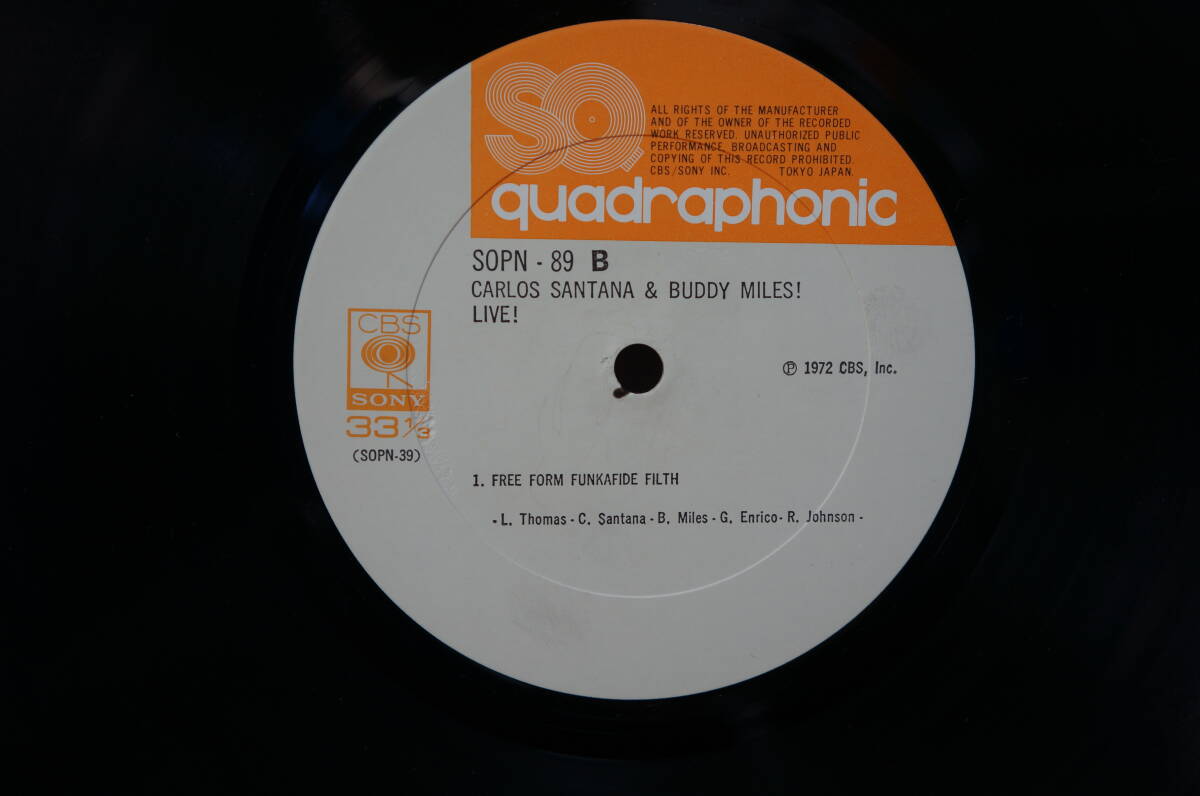 SQ
ALL RIGHTS OF THE MANUFACTURER
AND OF THE OWNER OF THE RECORDED
WORK RESERVED. UNAUTHORIZED PUBLIC
PERFORMANCE, BROADCASTING AND
COPYING OF THIS RECORD PROHIBITED.
CBS/SONY INC. TOKYO JAPAN.
quadraphonic
SOPN - 89 B
CARLOS SANTANA & BUDDY MILES!
LIVE!
CBS
SONY
33 1/3
(SOPN-39)
℗ 1972 CBS, Inc.
1. FREE FORM FUNKAFIDE FILTH
- L. Thomas - C. Santana - B. Miles - G. Enrico - R. Johnson -